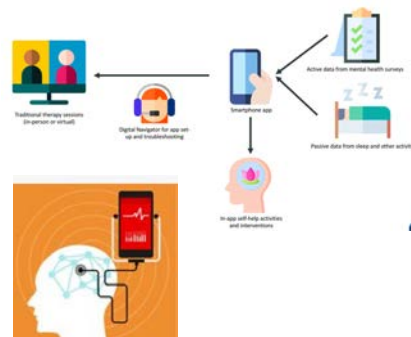 Active data from mental health surveys
Traditional therapy sessions
(in-person or virtual)
Digital Navigator for app set-
up and troubleshooting
Smartphone app
Passive data from sleep and other activit
In-app self-help activities
and interventions